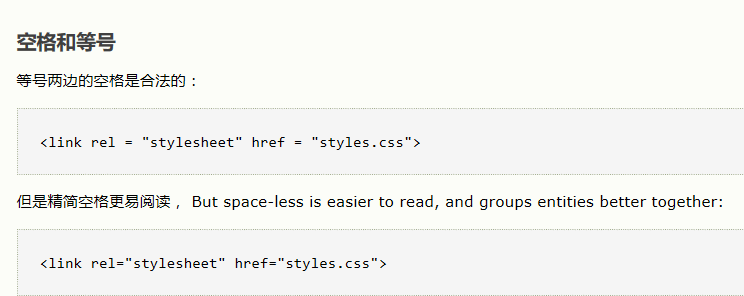 空格和等号
等号两边的空格是合法的：
<link rel = "stylesheet" href = "styles.css">
但是精简空格更易阅读， But space-less is easier to read, and groups entities better together:
<link rel="stylesheet" href="styles.css">